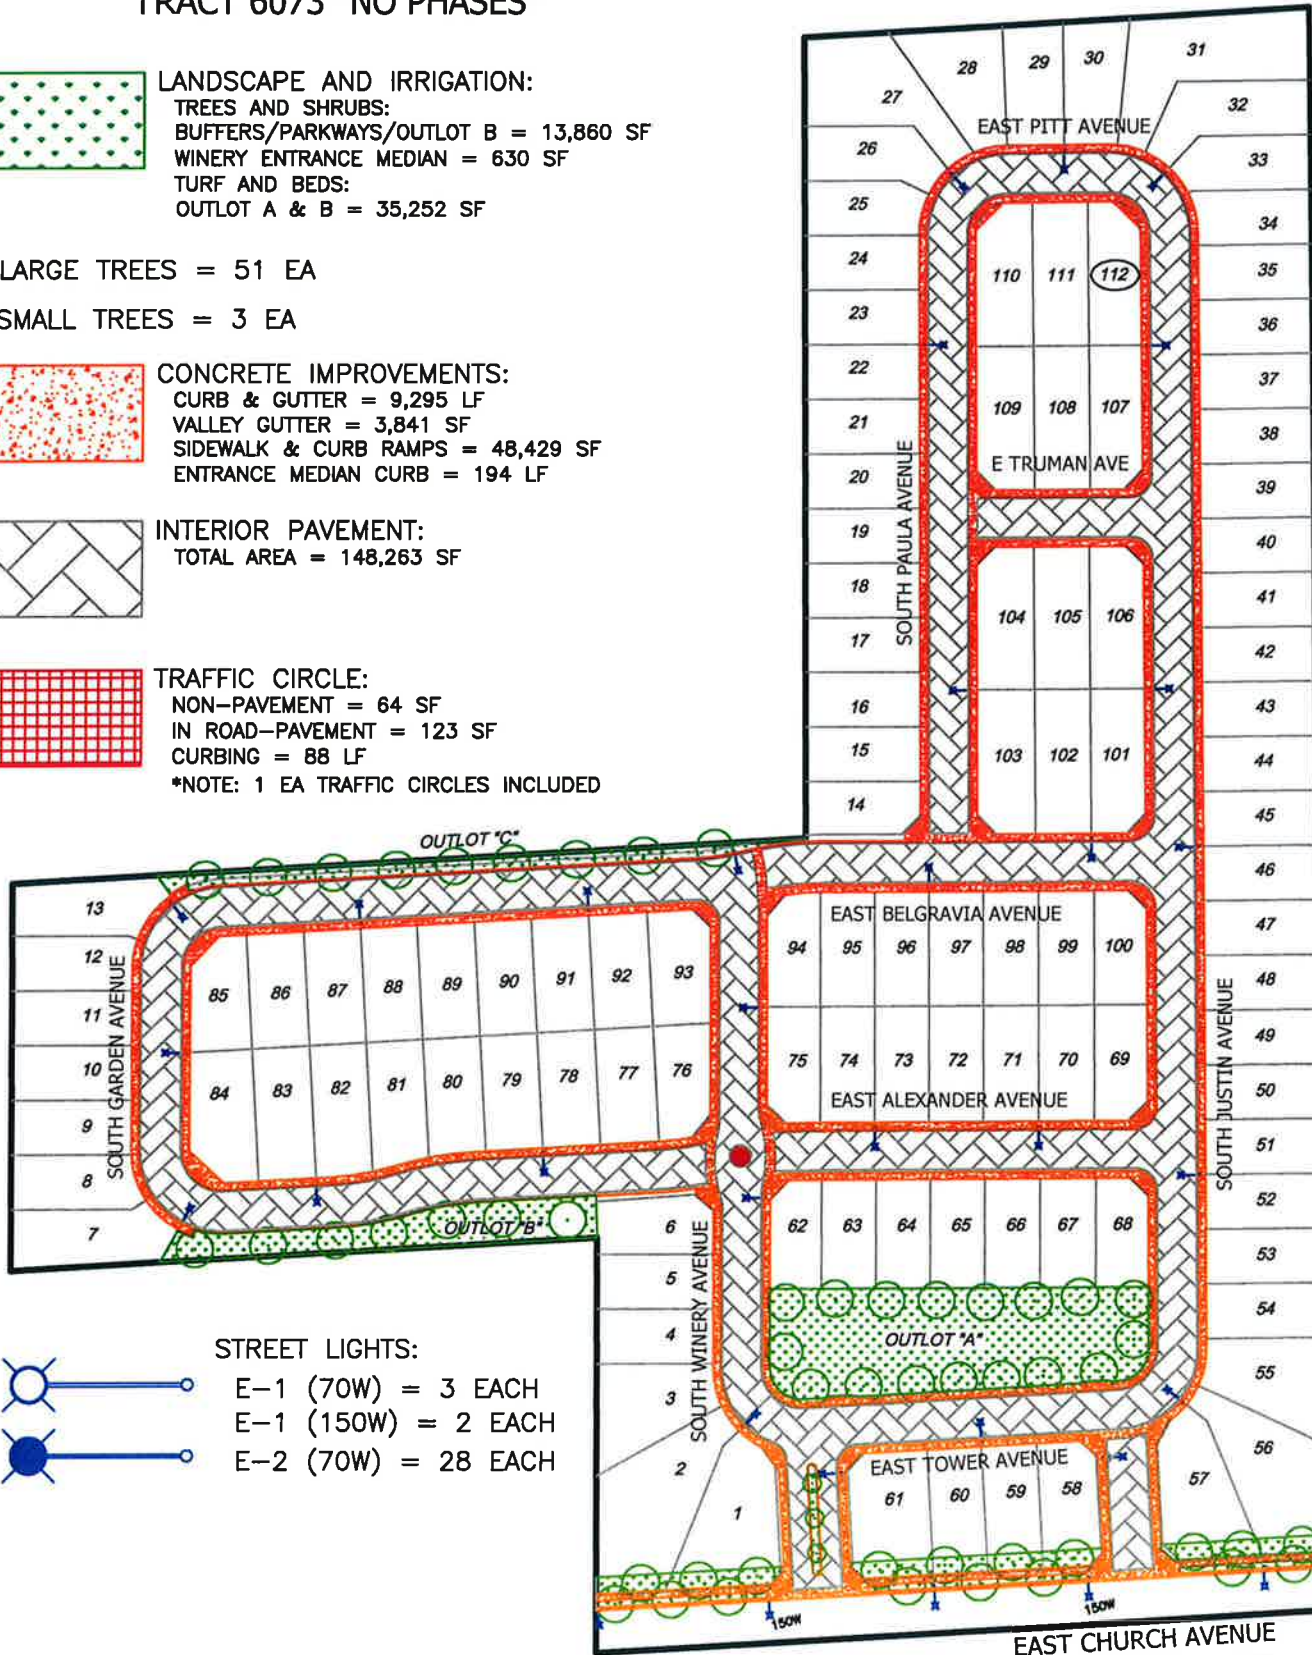 TRACT 6073 NO PHASES
LANDSCAPE AND IRRIGATION:
TREES AND SHRUBS:
BUFFERS/PARKWAYS/OUTLOT B = 13,860 SF
WINERY ENTRANCE MEDIAN = 630 SF
TURF AND BEDS:
OUTLOT A & B = 35,252 SF
LARGE TREES = 51 EA
SMALL TREES = 3 EA
CONCRETE IMPROVEMENTS:
CURB & GUTTER = 9,295 LF
VALLEY GUTTER = 3,841 SF
SIDEWALK & CURB RAMPS = 48,429 SF
ENTRANCE MEDIAN CURB = 194 LF
INTERIOR PAVEMENT:
TOTAL AREA = 148,263 SF
TRAFFIC CIRCLE:
NON-PAVEMENT = 64 SF
IN ROAD-PAVEMENT = 123 SF
CURBING = 88 LF
*NOTE: 1 EA TRAFFIC CIRCLES INCLUDED
STREET LIGHTS:
E-1 (70W) = 3 EACH
E-1 (150W) = 2 EACH
E-2 (70W) = 28 EACH
27
28
29
30
31
EAST PITT AVENUE
26
25
24
23
22
21
20
19
18
17
16
15
14
32
33
34
35
36
37
38
39
40
41
42
43
44
45
46
47
48
49
50
51
52
53
54
55
56
57
110 111 112
109 108 107
E TRUMAN AVE
SOUTH PAULA AVENUE
104 105 106
103 102 101
OUTLOT "C"
13
12
11
10
9
8
7
SOUTH GARDEN AVENUE
85 86 87 88 89 90 91 92 93
84 83 82 81 80 79 78 77 76
EAST BELGRAVIA AVENUE
94 95 96 97 98 99 100
75 74 73 72 71 70 69
EAST ALEXANDER AVENUE
SOUTH JUSTIN AVENUE
62 63 64 65 66 67 68
OUTLOT "B"
OUTLOT "A"
6
5
4
3
2
1
SOUTH WINERY AVENUE
EAST TOWER AVENUE
61 60 59 58
150W
150W
EAST CHURCH AVENUE